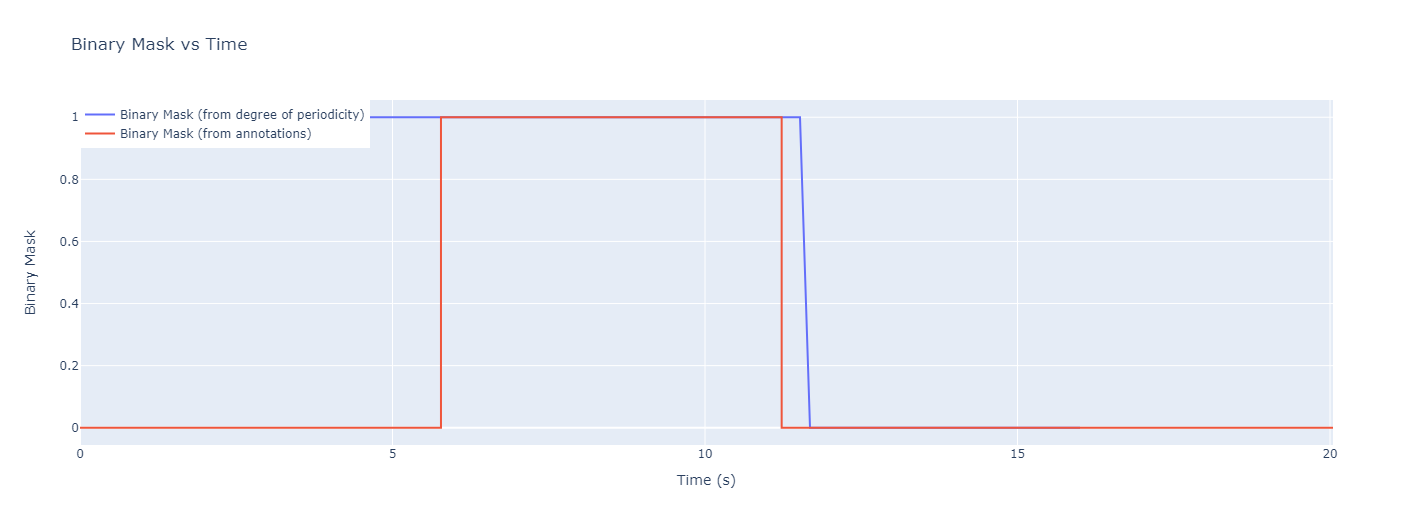 Binary Mask vs Time
Binary Mask (from degree of periodicity)
Binary Mask (from annotations)
1
0.8
0.6
0.4
0.2
0
Binary Mask
0
5
10
15
20
Time (s)